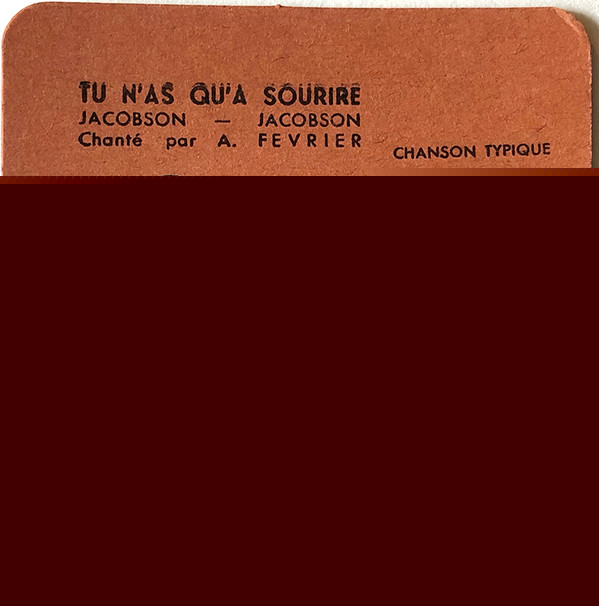 TU N'AS QU'A SOURIRE
JACOBSON — JACOBSON
Chanté par A. FEVRIER
CHANSON TYPIQUE